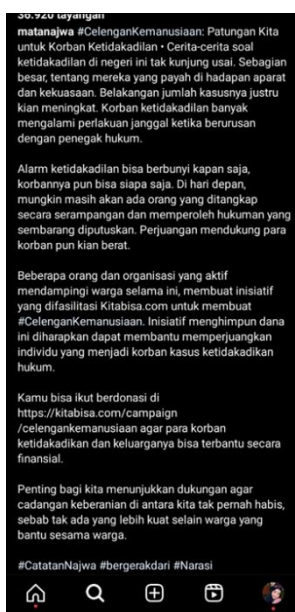 36.920 tayangan
matanajwa #CelenganKemanusiaan: Patungan Kita
untuk Korban Ketidakadilan • Cerita-cerita soal
ketidakadilan di negeri ini tak kunjung usai. Sebagian
besar, tentang mereka yang payah di hadapan aparat
dan kekuasaan. Belakangan jumlah kasusnya justru
kian meningkat. Korban ketidakadilan banyak
mengalami perlakuan janggal ketika berurusan
dengan penegak hukum.
Alarm ketidakadilan bisa berbunyi kapan saja,
korbannya pun bisa siapa saja. Di hari depan,
mungkin masih akan ada orang yang ditangkap
secara serampangan dan memperoleh hukuman yang
sembarang diputuskan. Perjuangan mendukung para
korban pun kian berat.
Beberapa orang dan organisasi yang aktif
mendampingi warga selama ini, membuat inisiatif
yang difasilitasi Kitabisa.com untuk membuat
#CelenganKemanusiaan. Inisiatif menghimpun dana
ini diharapkan dapat membantu memperjuangkan
individu yang menjadi korban kasus ketidakadikan
hukum.
Kamu bisa ikut berdonasi di
https://kitabisa.com/campaign
/celengankemanusiaan agar para korban
ketidakadikan dan keluarganya bisa terbantu secara
finansial.
Penting bagi kita menunjukkan dukungan agar
cadangan keberanian di antara kita tak pernah habis,
sebab tak ada yang lebih kuat selain warga yang
bantu sesama warga.
#CatatanNajwa #bergerakdari #Narasi